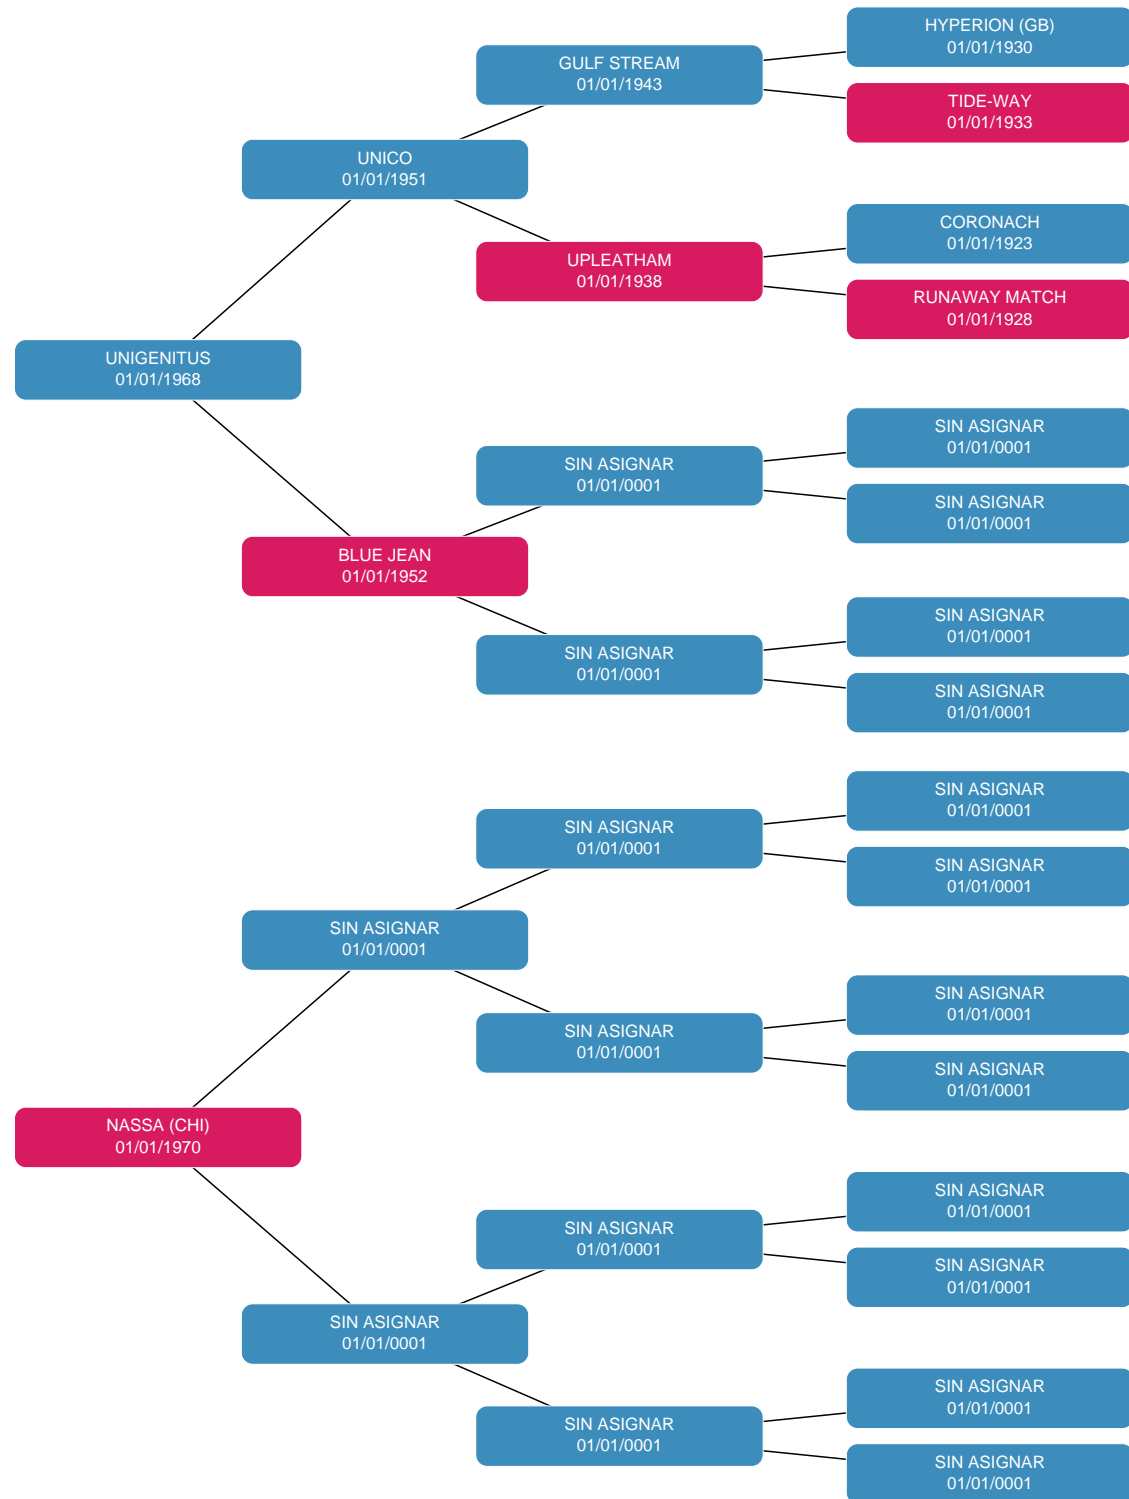 HYPERION (GB)
01/01/1930
GULF STREAM
01/01/1943
TIDE-WAY
01/01/1933
UNICO
01/01/1951
CORONACH
01/01/1923
UPLEATHAM
01/01/1938
RUNAWAY MATCH
01/01/1928
UNIGENITUS
01/01/1968
SIN ASIGNAR
01/01/0001
SIN ASIGNAR
01/01/0001
SIN ASIGNAR
01/01/0001
BLUE JEAN
01/01/1952
SIN ASIGNAR
01/01/0001
SIN ASIGNAR
01/01/0001
SIN ASIGNAR
01/01/0001
SIN ASIGNAR
01/01/0001
SIN ASIGNAR
01/01/0001
SIN ASIGNAR
01/01/0001
SIN ASIGNAR
01/01/0001
SIN ASIGNAR
01/01/0001
SIN ASIGNAR
01/01/0001
SIN ASIGNAR
01/01/0001
NASSA (CHI)
01/01/1970
SIN ASIGNAR
01/01/0001
SIN ASIGNAR
01/01/0001
SIN ASIGNAR
01/01/0001
SIN ASIGNAR
01/01/0001
SIN ASIGNAR
01/01/0001
SIN ASIGNAR
01/01/0001
SIN ASIGNAR
01/01/0001